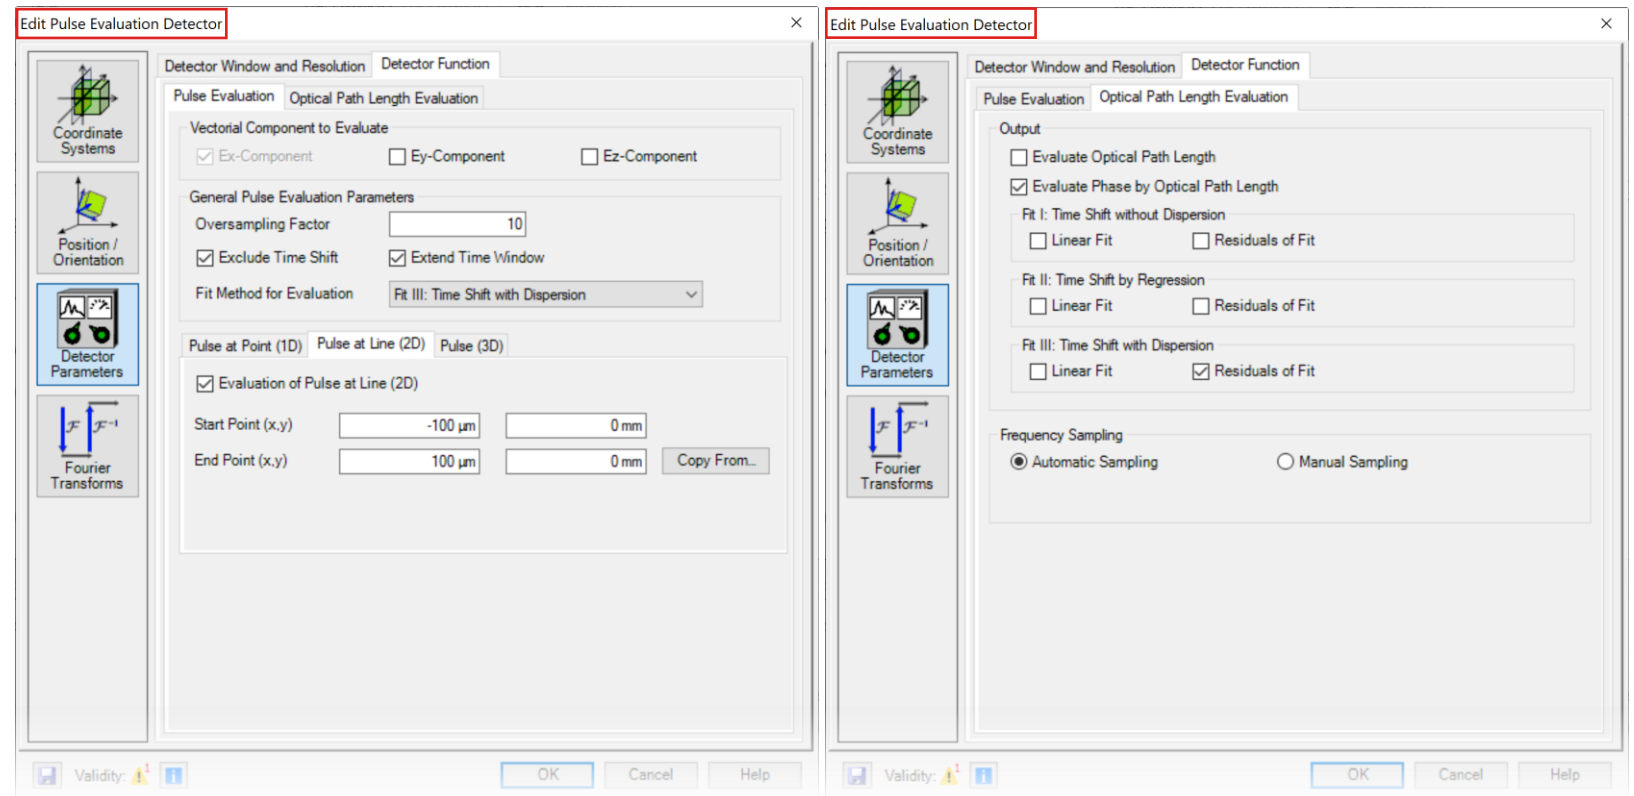 Edit Pulse Evaluation Detector
Coordinate
Systems
Position /
Orientation
Detector
Parameters
Fourier
Transforms
Detector Window and Resolution Detector Function
Pulse Evaluation Optical Path Length Evaluation
Vectorial Component to Evaluate
Ex-Component Ey-Component Ez-Component
General Pulse Evaluation Parameters
Oversampling Factor 10
Exclude Time Shift Extend Time Window
Fit Method for Evaluation Fit III: Time Shift with Dispersion
Pulse at Point (1D) Pulse at Line (2D) Pulse (3D)
Evaluation of Pulse at Line (2D)
Start Point (x,y) -100 µm 0 mm
End Point (x,y) 100 µm 0 mm Copy From...
Validity: 1 OK Cancel Help
Edit Pulse Evaluation Detector
Coordinate
Systems
Position /
Orientation
Detector
Parameters
Fourier
Transforms
Detector Window and Resolution Detector Function
Pulse Evaluation Optical Path Length Evaluation
Output
Evaluate Optical Path Length
Evaluate Phase by Optical Path Length
Fit I: Time Shift without Dispersion
Linear Fit Residuals of Fit
Fit II: Time Shift by Regression
Linear Fit Residuals of Fit
Fit III: Time Shift with Dispersion
Linear Fit Residuals of Fit
Frequency Sampling
Automatic Sampling Manual Sampling
Validity: 1 OK Cancel Help